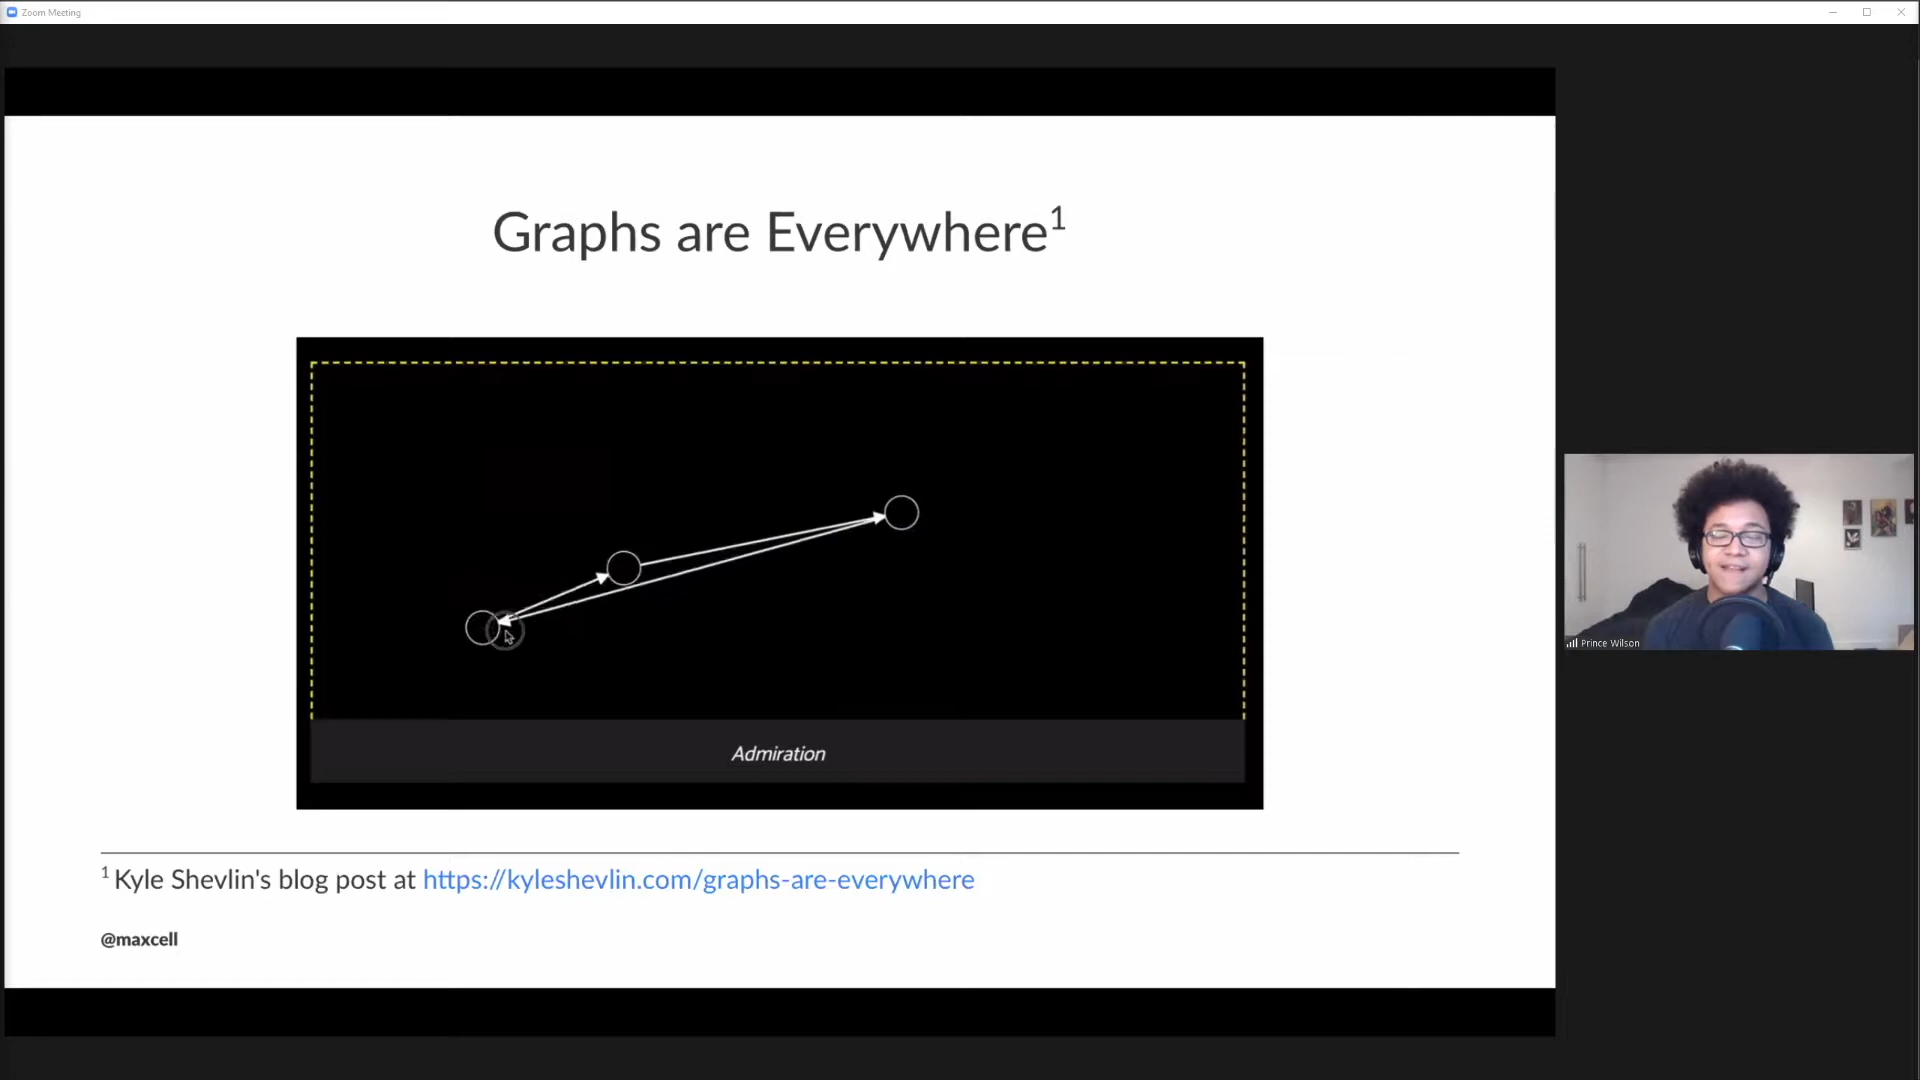 Zoom Meeting
Graphs are Everywhere¹
Admiration
¹ Kyle Shevlin's blog post at https://kyleshevlin.com/graphs-are-everywhere
@maxcell
Prince Wilson